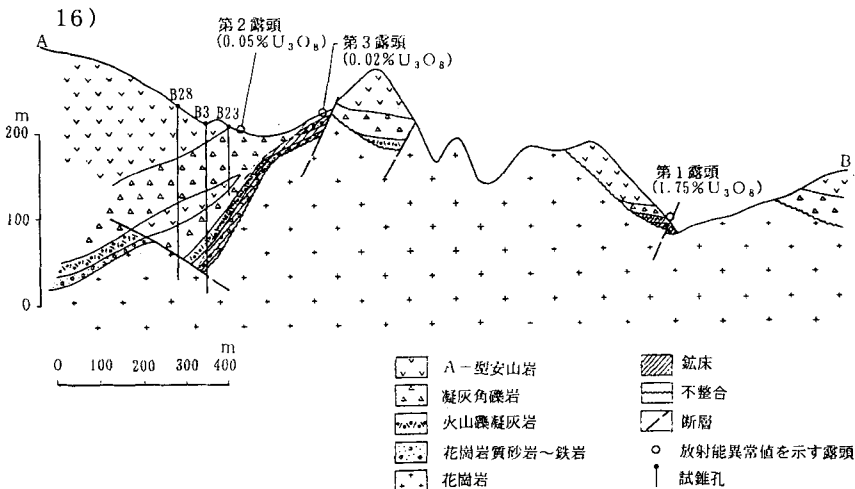 16)
A
第2露頭
(0.05%U₃O₈)
第3露頭
(0.02%U₃O₈)
B28
B3
B23
m
200
100
0
第1露頭
(1.75%U₃O₈)
B
0 100 200 300 400
m
A-型安山岩
凝灰角礫岩
火山礫凝灰岩
花崗岩質砂岩~鉄岩
花崗岩
鉱床
不整合
断層
放射能異常値を示す露頭
試錐孔